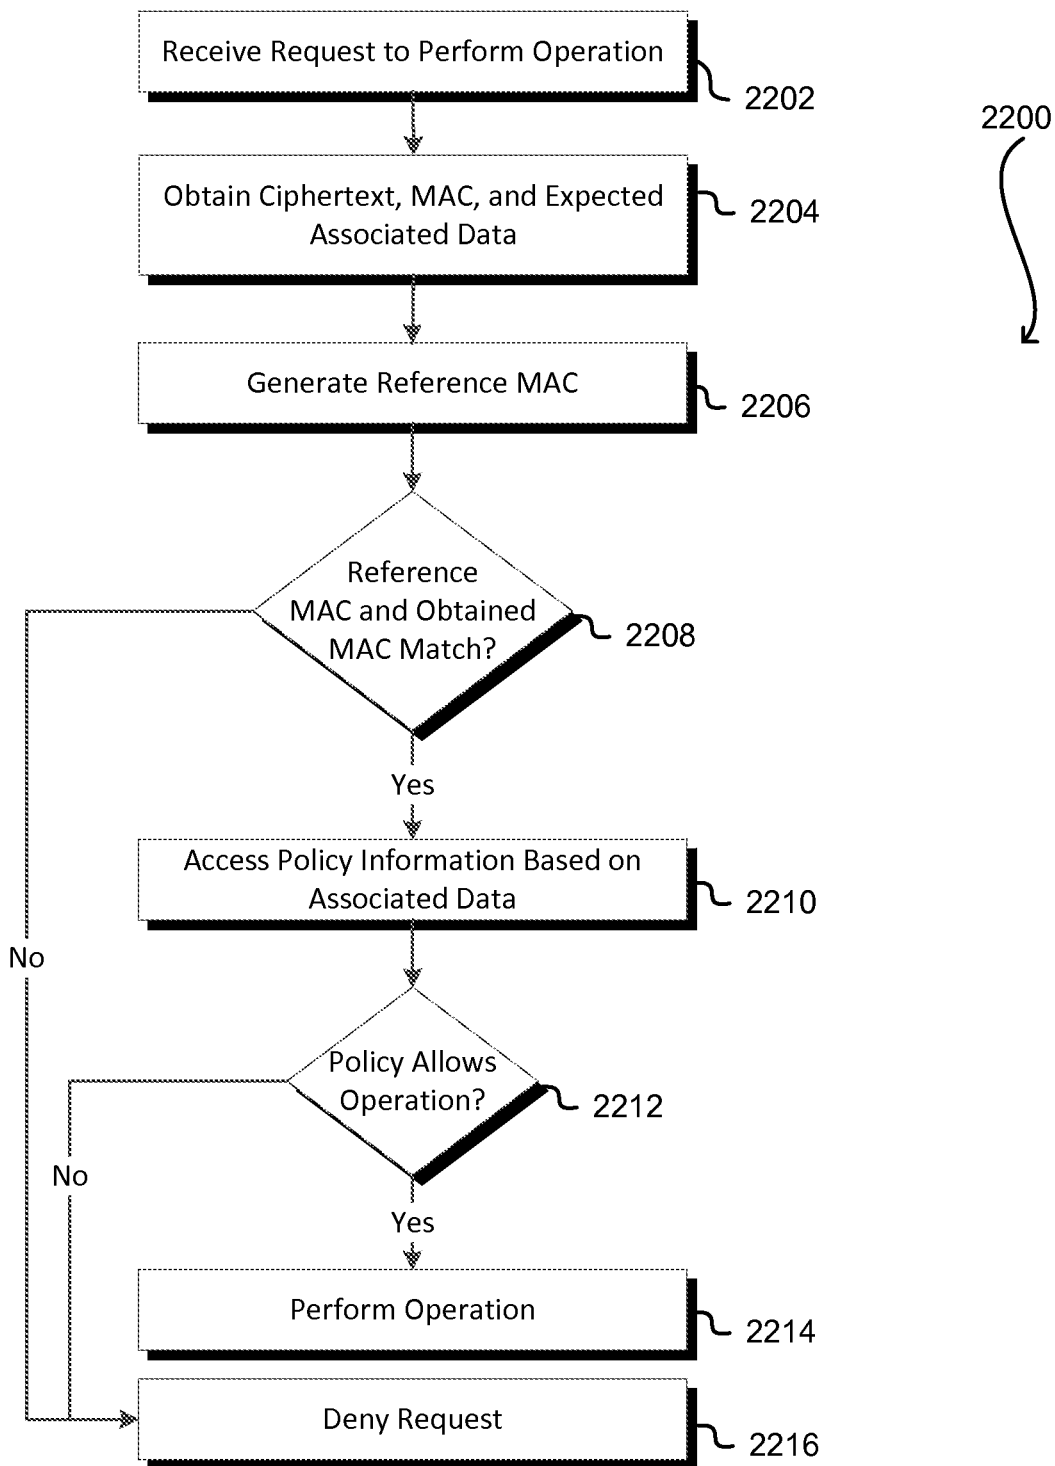 Receive Request to Perform Operation
2202
2200
Obtain Ciphertext, MAC, and Expected
Associated Data
2204
Generate Reference MAC
2206
Reference
MAC and Obtained
MAC Match?
2208
Yes
Access Policy Information Based on
Associated Data
2210
No
Policy Allows
Operation?
2212
No
Yes
Perform Operation
2214
Deny Request
2216